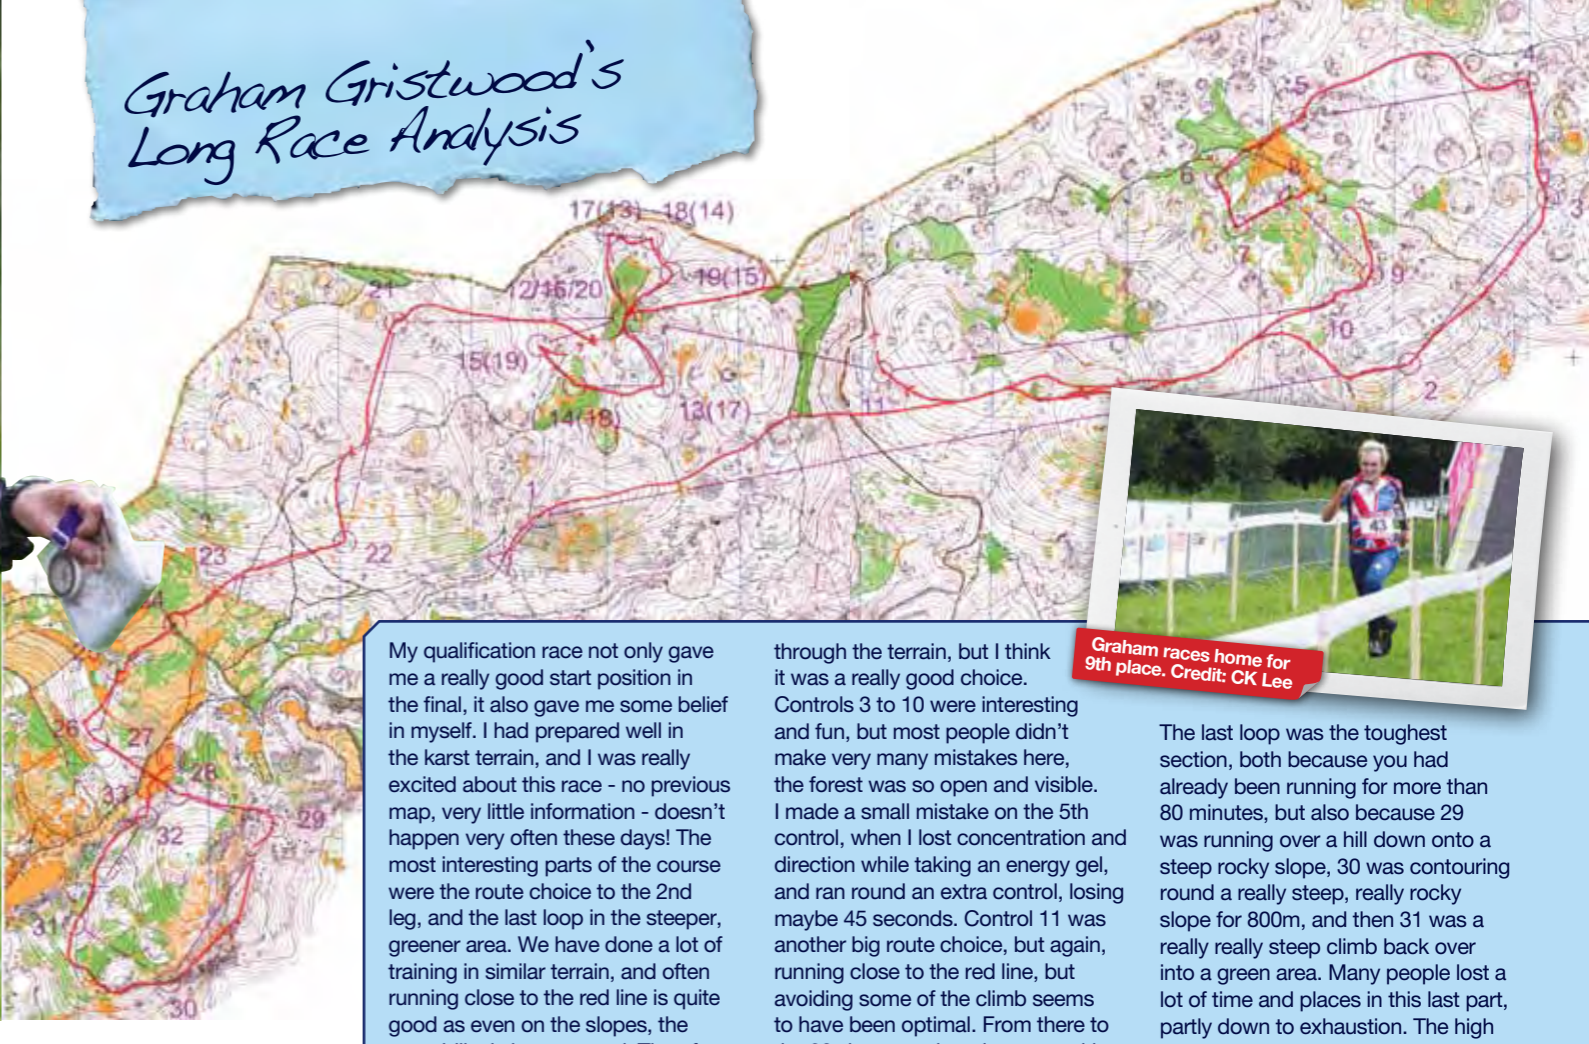 Graham Gristwood's
Long Race Analysis
17(13)
18(14)
12/16/20
19(15)
21
15(19)
14(18)
13(17)
11
10
9
8
7
6
5
4
3
2
1
22
23
26
27
28
33
32
29
31
30
43
Graham races home for
9th place. Credit: CK Lee
My qualification race not only gave
me a really good start position in
the final, it also gave me some belief
in myself. I had prepared well in
the karst terrain, and I was really
excited about this race - no previous
map, very little information - doesn't
happen very often these days! The
most interesting parts of the course
were the route choice to the 2nd
leg, and the last loop in the steeper,
greener area. We have done a lot of
training in similar terrain, and often
running close to the red line is quite
good as even on the slopes, the
through the terrain, but I think
it was a really good choice.
Controls 3 to 10 were interesting
and fun, but most people didn't
make very many mistakes here,
the forest was so open and visible.
I made a small mistake on the 5th
control, when I lost concentration and
direction while taking an energy gel,
and ran round an extra control, losing
maybe 45 seconds. Control 11 was
another big route choice, but again,
running close to the red line, but
avoiding some of the climb seems
to have been optimal. From there to
The last loop was the toughest
section, both because you had
already been running for more than
80 minutes, but also because 29
was running over a hill down onto a
steep rocky slope, 30 was contouring
round a really steep, really rocky
slope for 800m, and then 31 was a
really really steep climb back over
into a green area. Many people lost a
lot of time and places in this last part,
partly down to exhaustion. The high